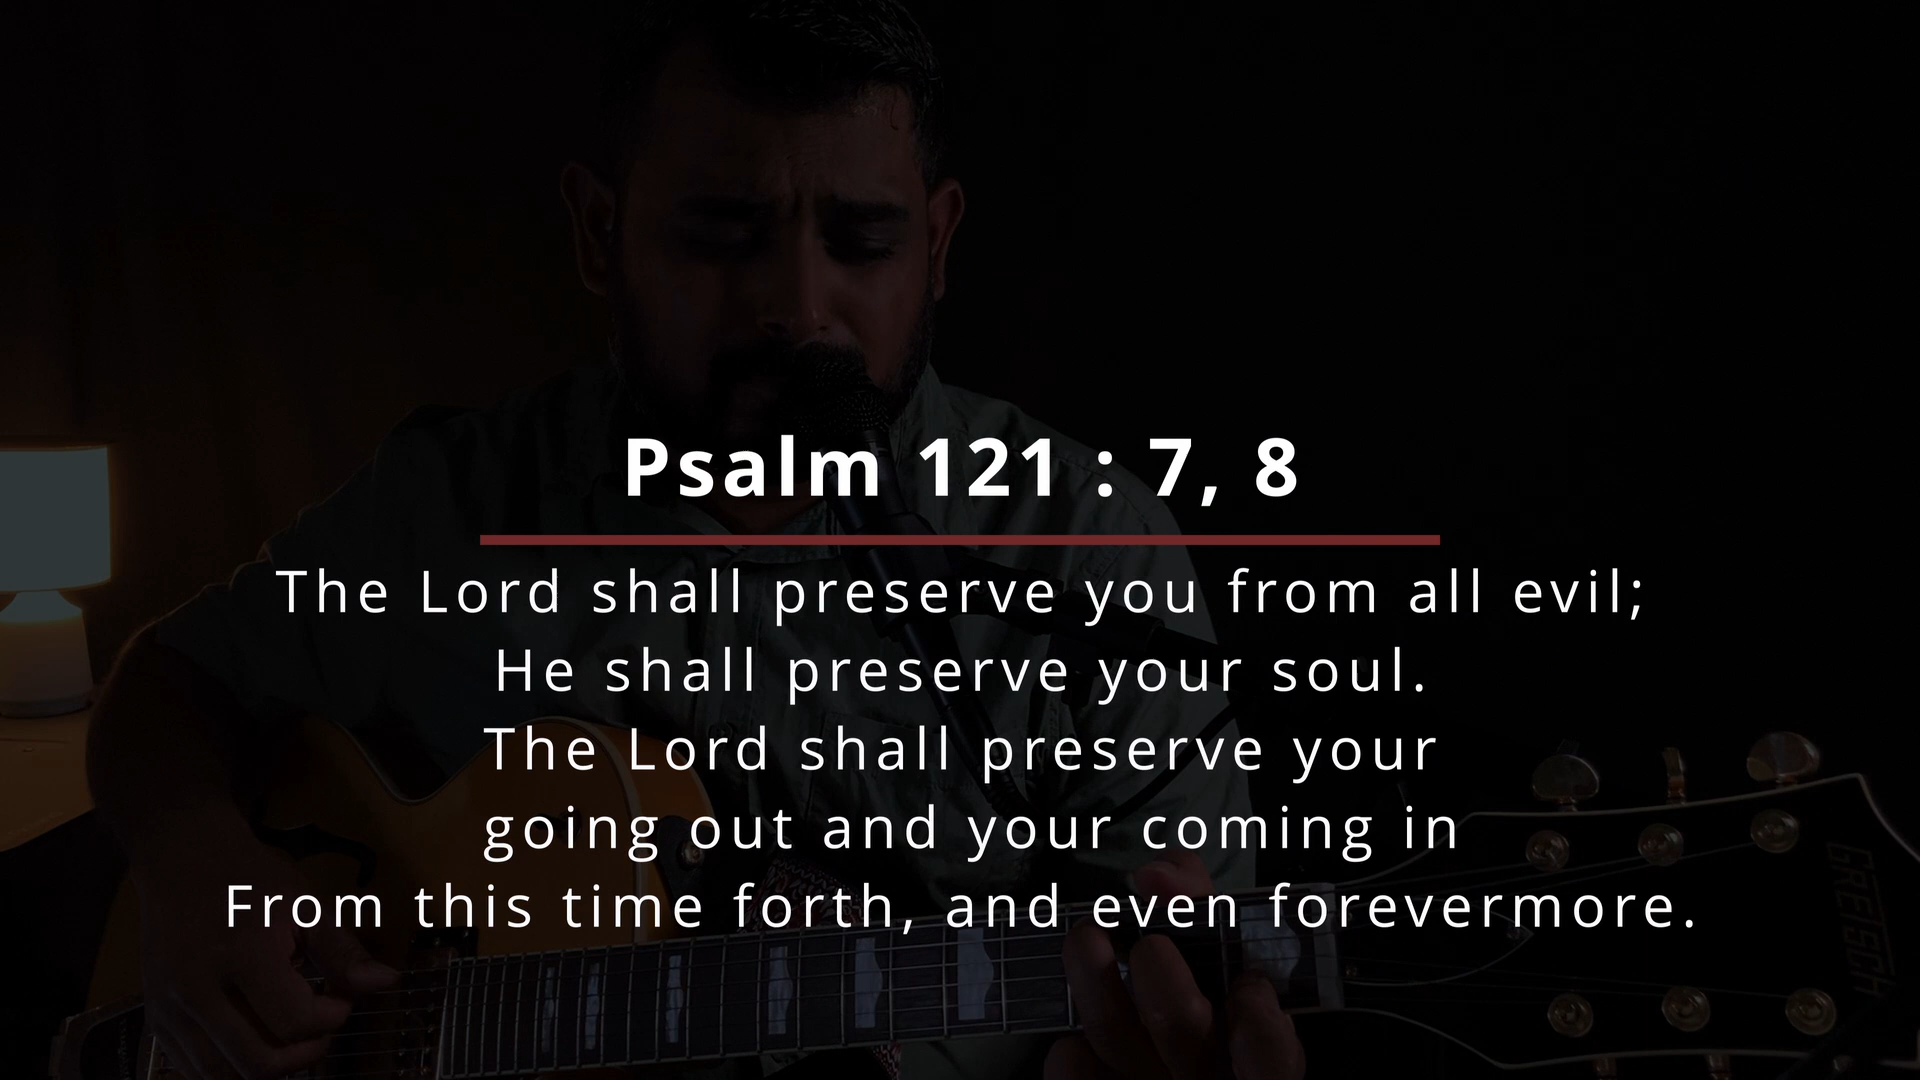 Psalm 121 : 7, 8
The Lord shall preserve you from all evil;
He shall preserve your soul.
The Lord shall preserve your
going out and your coming in
From this time forth, and even forevermore.
GRETSCH